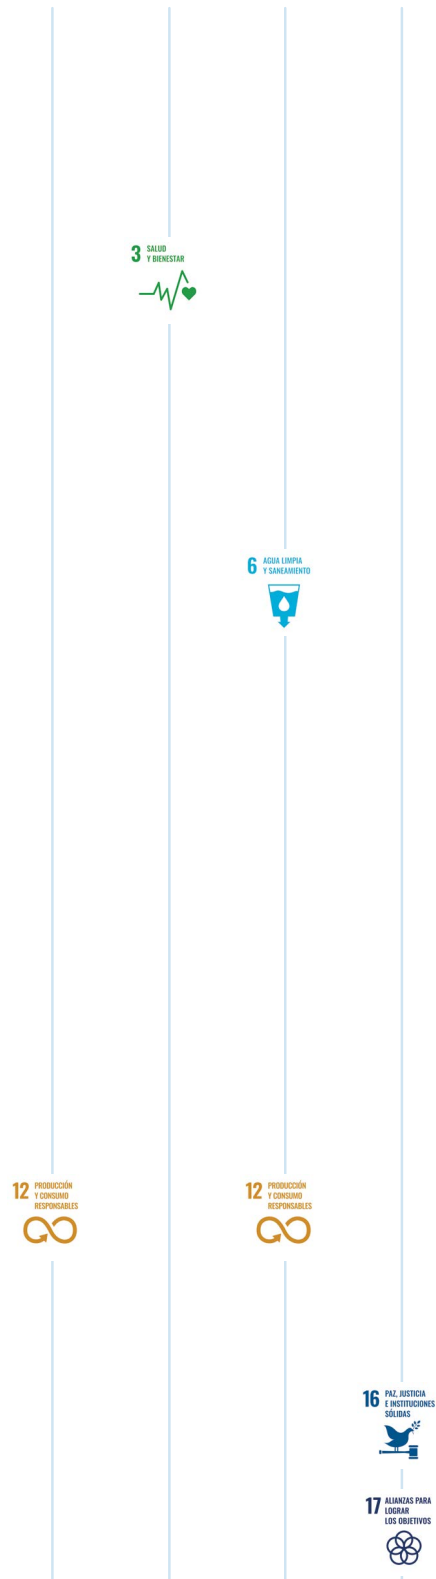 3 SALUD
Y BIENESTAR
6 AGUA LIMPIA
Y SANEAMIENTO
12 PRODUCCIÓN
Y CONSUMO
RESPONSABLES
12 PRODUCCIÓN
Y CONSUMO
RESPONSABLES
16 PAZ, JUSTICIA
E INSTITUCIONES
SÓLIDAS
17 ALIANZAS PARA
LOGRAR
LOS OBJETIVOS